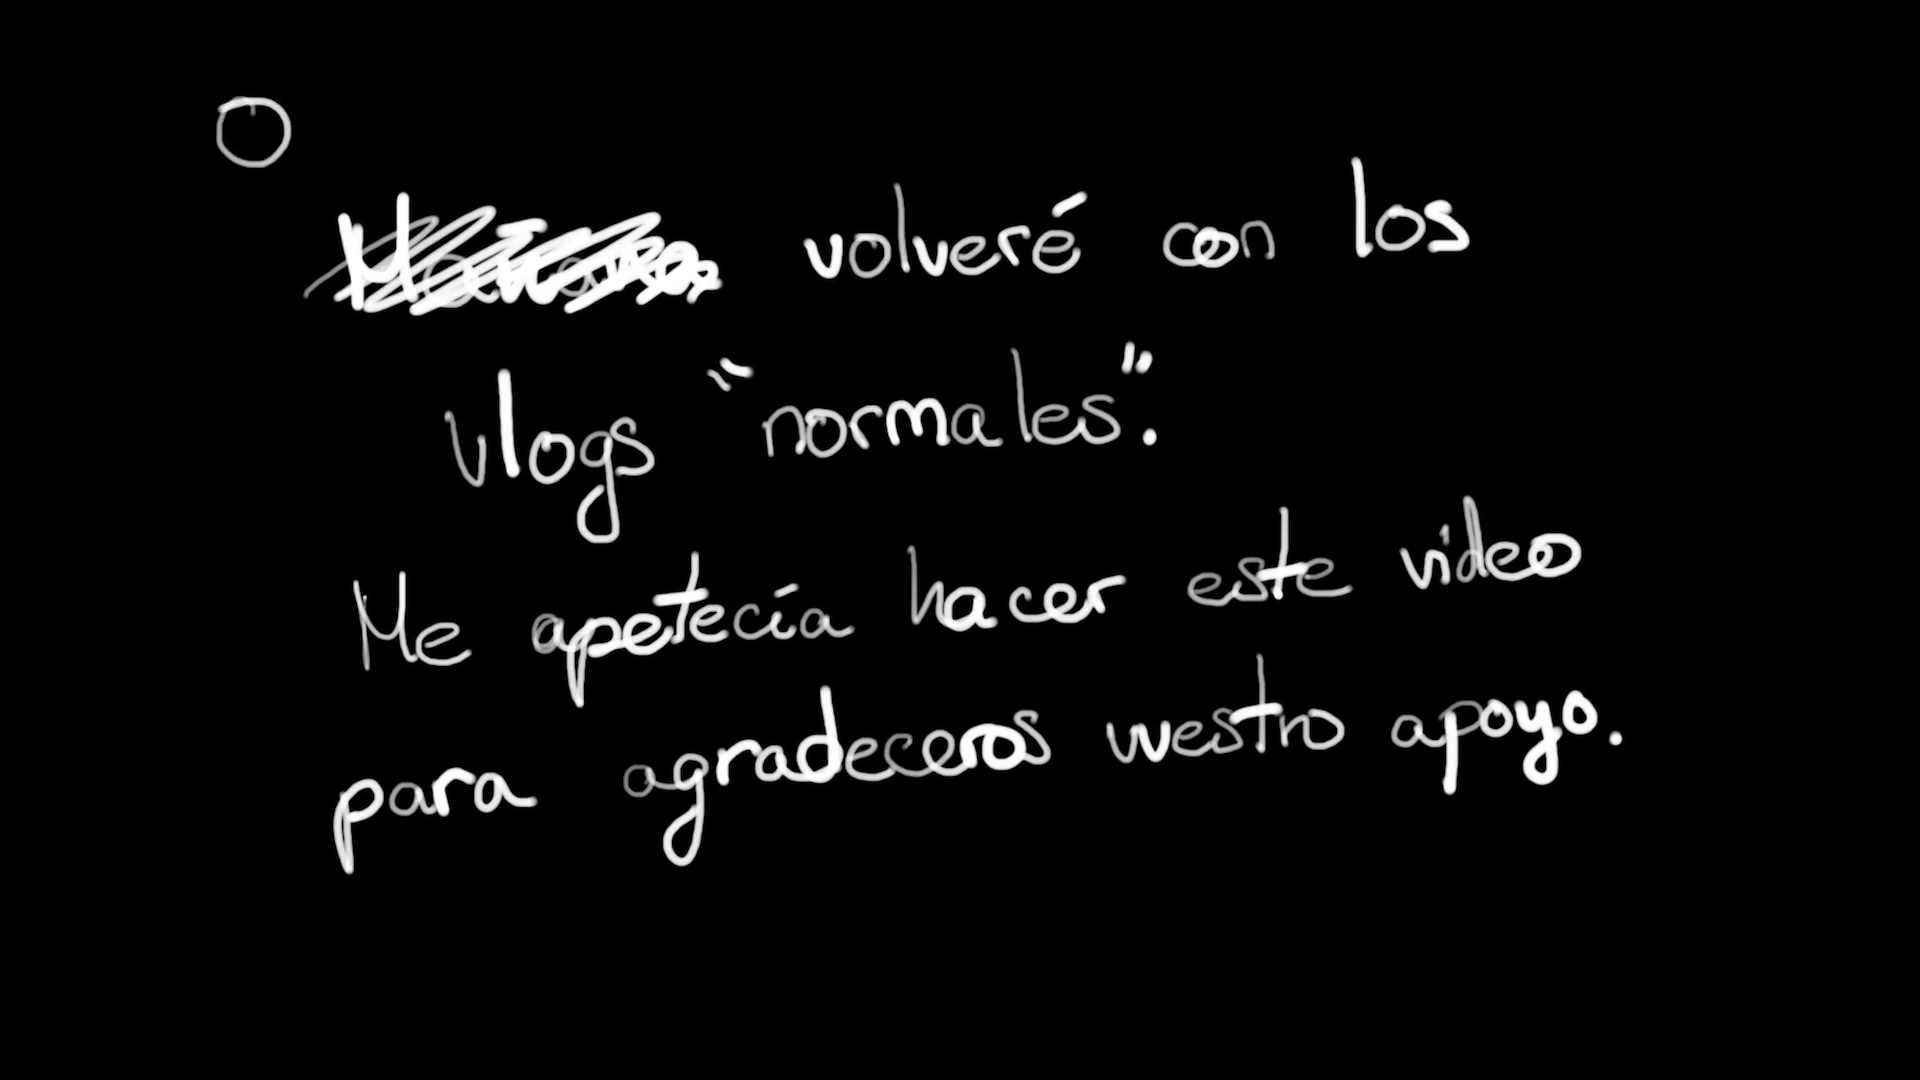 volveré con los
vlogs "normales".
Me apetecía hacer este video
para agradeceros vuestro apoyo.